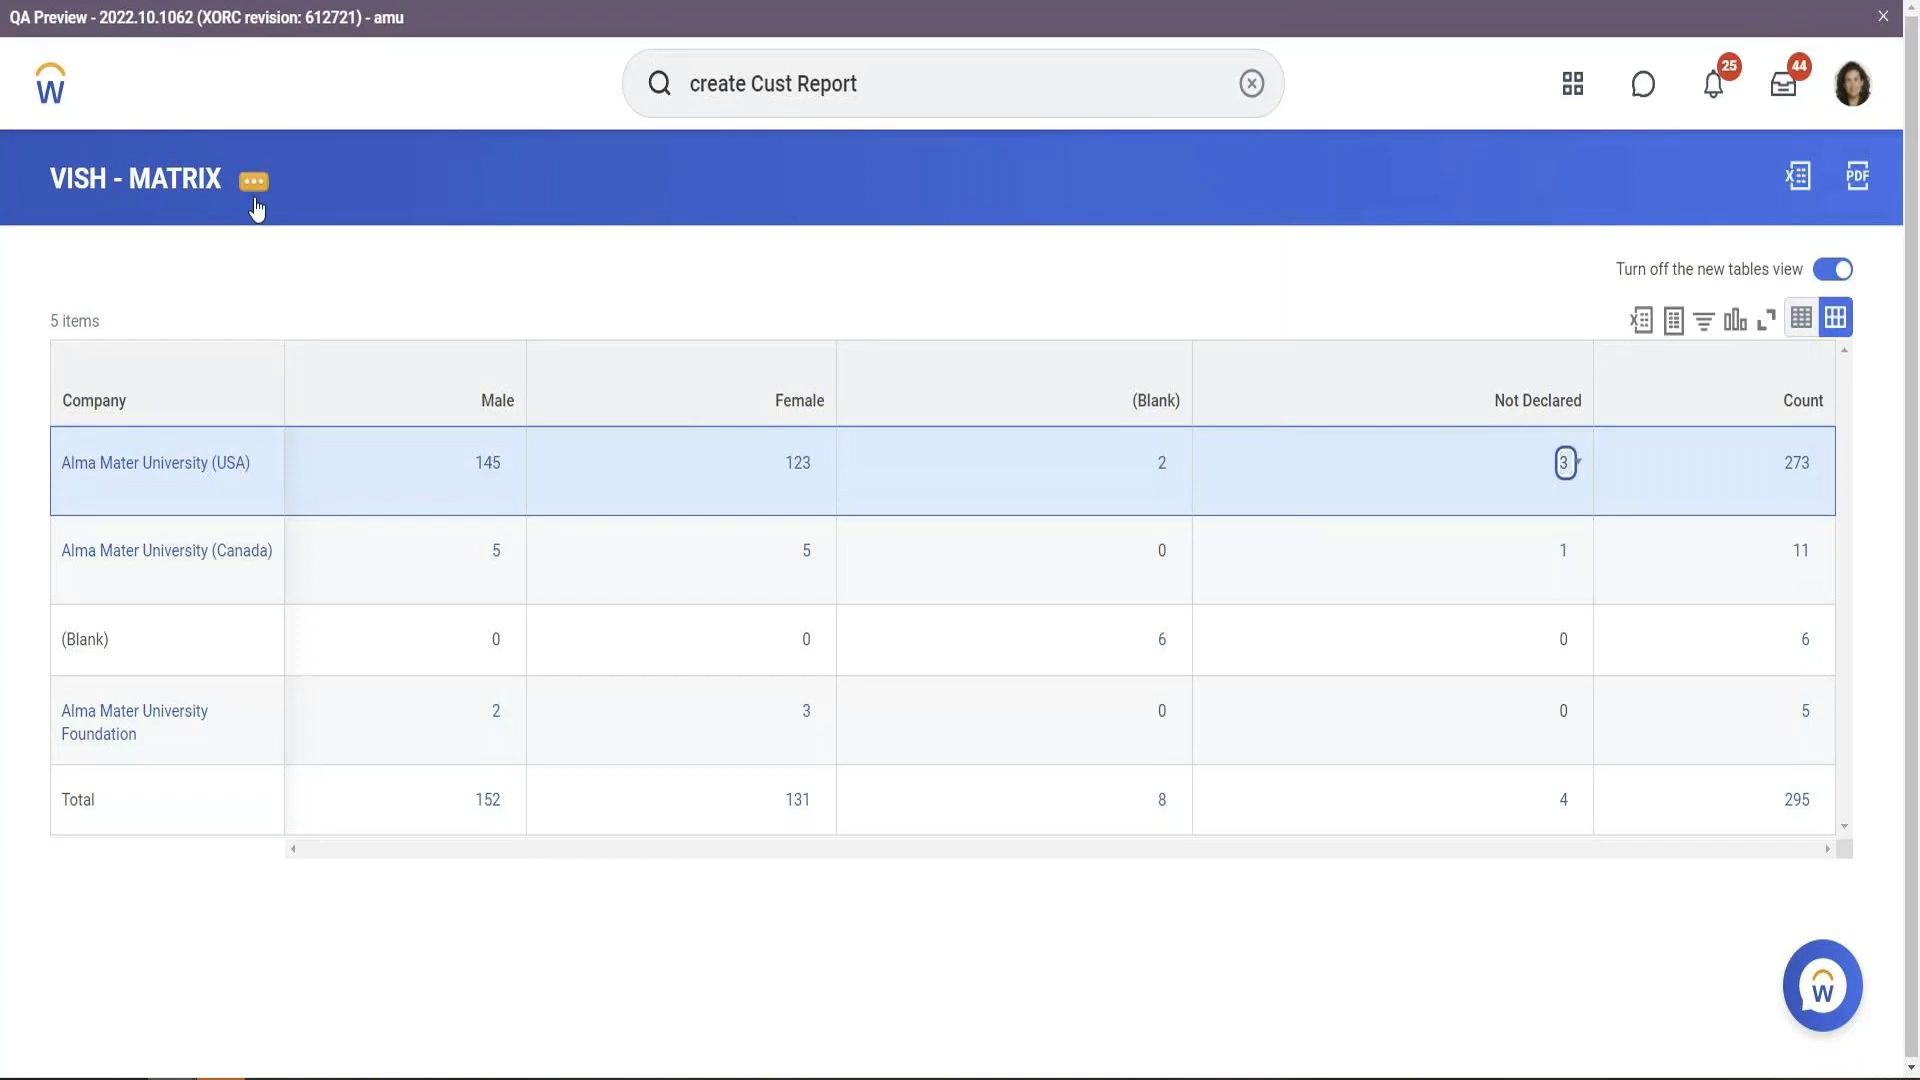 QA Preview - 2022.10.1062 (XORC revision: 612721) - amu
W
create Cust Report
25
44
VISH - MATRIX
X
PDF
Turn off the new tables view
5 items
X
Company Male Female (Blank) Not Declared Count
Alma Mater University (USA) 145 123 2 3 273
Alma Mater University (Canada) 5 5 0 1 11
(Blank) 0 0 6 0 6
Alma Mater University 2 3 0 0 5
Foundation
Total 152 131 8 4 295
W